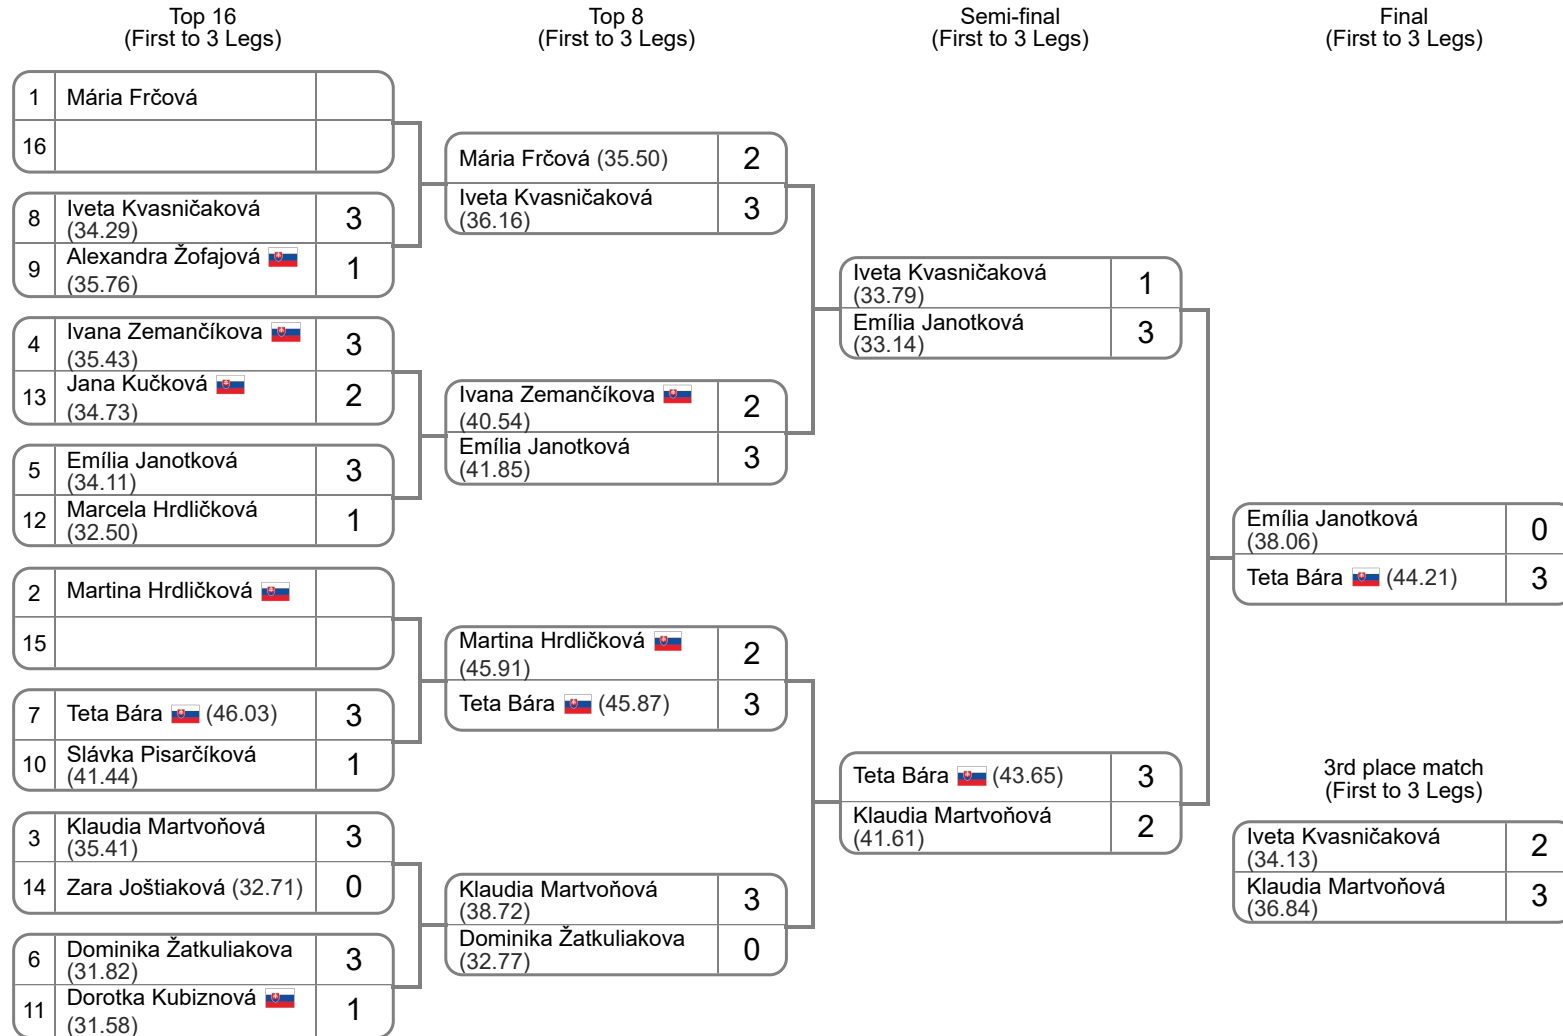 Top 16
(First to 3 Legs)
1 Mária Frčová
16
8 Iveta Kvasničaková 3
(34.29)
9 Alexandra Žofajová 1
(35.76)
4 Ivana Zemančíkova 3
(35.43)
13 Jana Kučková 2
(34.73)
5 Emília Janotková 3
(34.11)
12 Marcela Hrdličková 1
(32.50)
2 Martina Hrdličková
15
7 Teta Bára (46.03) 3
10 Slávka Pisarčíková 1
(41.44)
3 Klaudia Martvoňová 3
(35.41)
14 Zara Joštiaková (32.71) 0
6 Dominika Žatkuliakova 3
(31.82)
11 Dorotka Kubiznová 1
(31.58)
Top 8
(First to 3 Legs)
Mária Frčová (35.50) 2
Iveta Kvasničaková 3
(36.16)
Ivana Zemančíkova 2
(40.54)
Emília Janotková 3
(41.85)
Martina Hrdličková 2
(45.91)
Teta Bára (45.87) 3
Klaudia Martvoňová 3
(38.72)
Dominika Žatkuliakova 0
(32.77)
Semi-final
(First to 3 Legs)
Iveta Kvasničaková 1
(33.79)
Emília Janotková 3
(33.14)
Teta Bára (43.65) 3
Klaudia Martvoňová 2
(41.61)
Final
(First to 3 Legs)
Emília Janotková 0
(38.06)
Teta Bára (44.21) 3
3rd place match
(First to 3 Legs)
Iveta Kvasničaková 2
(34.13)
Klaudia Martvoňová 3
(36.84)